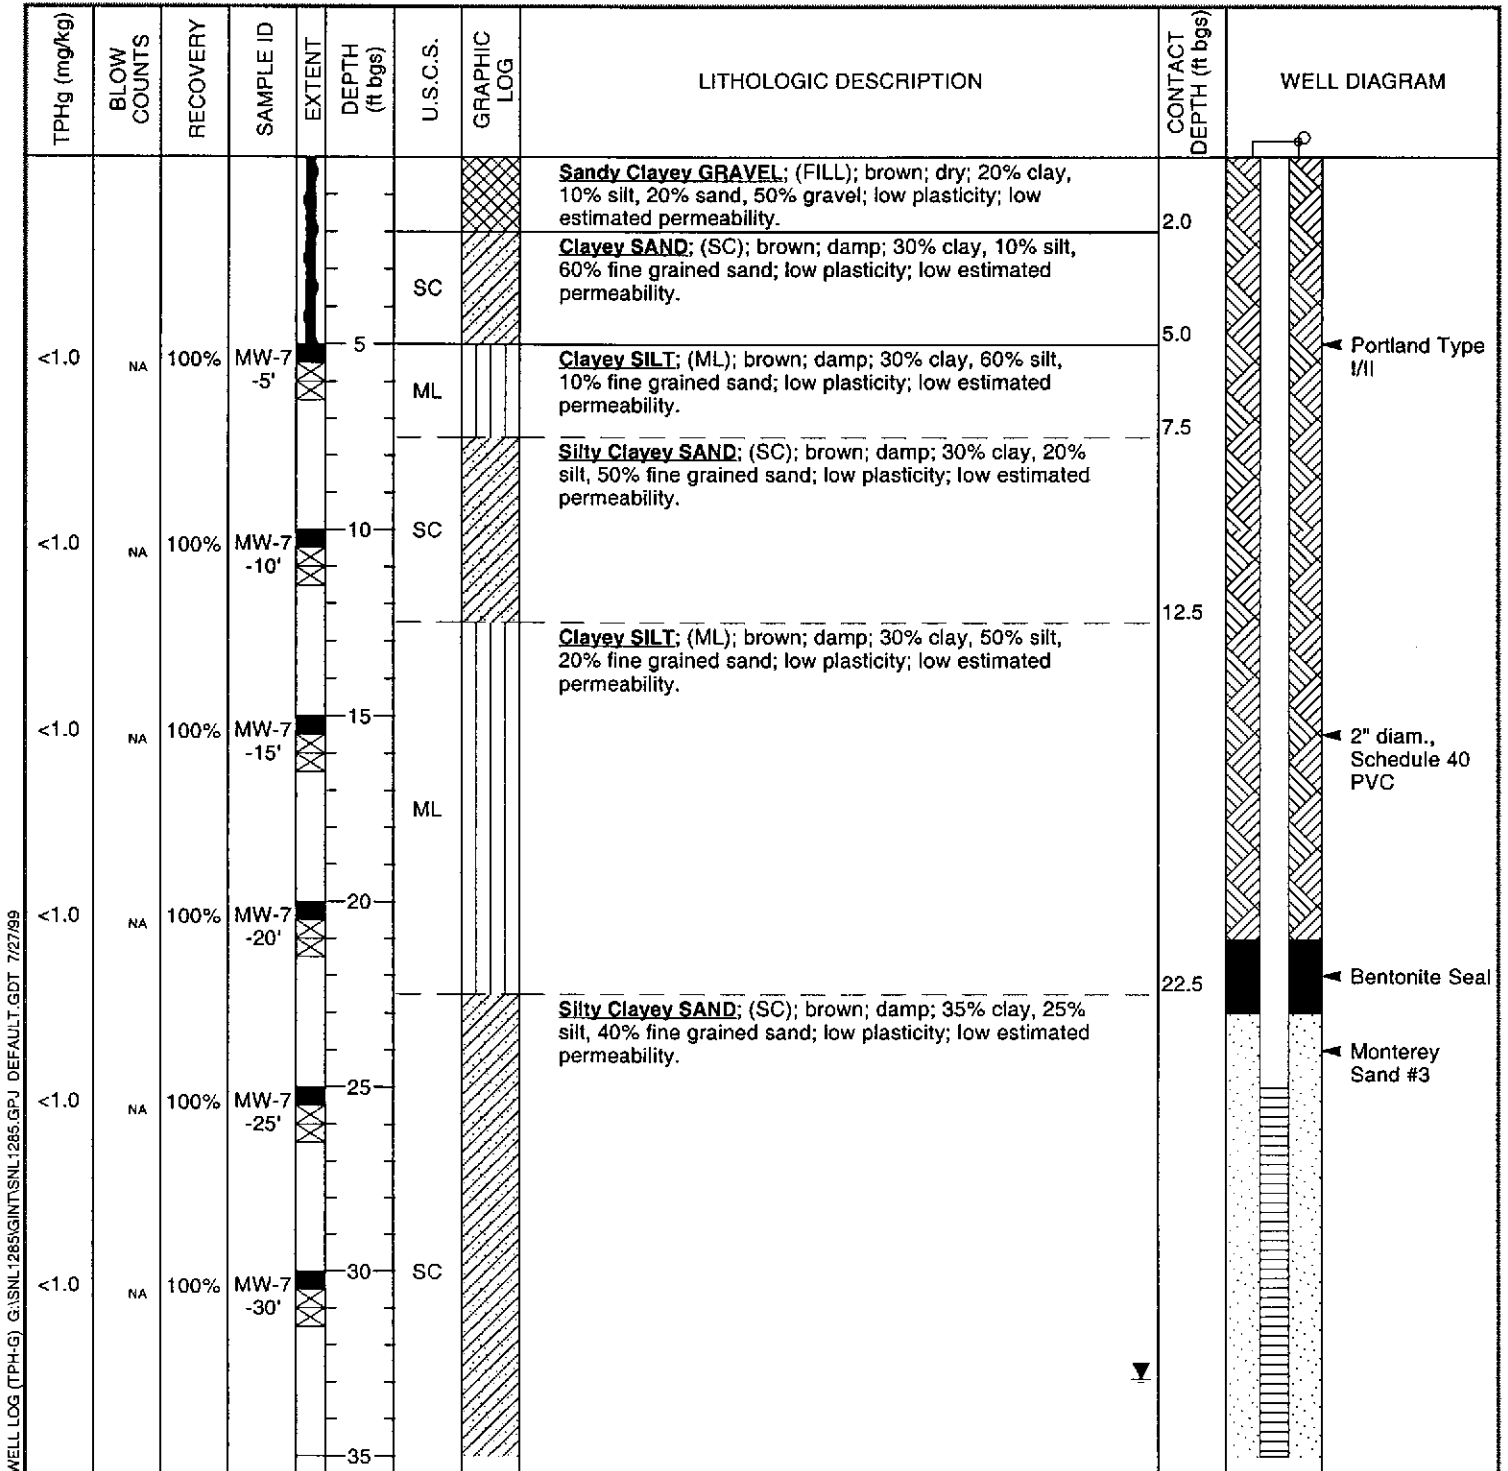 TPHg (mg/kg)
BLOW
COUNTS
RECOVERY
SAMPLE ID
EXTENT
DEPTH
(ft bgs)
U.S.C.S.
GRAPHIC
LOG
LITHOLOGIC DESCRIPTION
CONTACT
DEPTH (ft bgs)
WELL DIAGRAM
Sandy Clayey GRAVEL; (FILL); brown; dry; 20% clay,
10% silt, 20% sand, 50% gravel; low plasticity; low
estimated permeability.
2.0
Clayey SAND; (SC); brown; damp; 30% clay, 10% silt,
60% fine grained sand; low plasticity; low estimated
permeability.
SC
5.0
<1.0 NA 100% MW-7
-5'
5
Clayey SILT; (ML); brown; damp; 30% clay, 60% silt,
10% fine grained sand; low plasticity; low estimated
permeability.
ML
Portland Type
I/II
7.5
Silty Clayey SAND; (SC); brown; damp; 30% clay, 20%
silt, 50% fine grained sand; low plasticity; low estimated
permeability.
<1.0 NA 100% MW-7
-10'
10
SC
12.5
Clayey SILT; (ML); brown; damp; 30% clay, 50% silt,
20% fine grained sand; low plasticity; low estimated
permeability.
<1.0 NA 100% MW-7
-15'
15
2" diam.,
Schedule 40
PVC
ML
<1.0 NA 100% MW-7
-20'
20
Bentonite Seal
22.5
Silty Clayey SAND; (SC); brown; damp; 35% clay, 25%
silt, 40% fine grained sand; low plasticity; low estimated
permeability.
Monterey
Sand #3
<1.0 NA 100% MW-7
-25'
25
<1.0 NA 100% MW-7
-30'
30
SC
35
WELL LOG (TPH-G) G:\SNL1285\GINT\SNL1285.GPJ DEFAULT.GDT 7/27/99